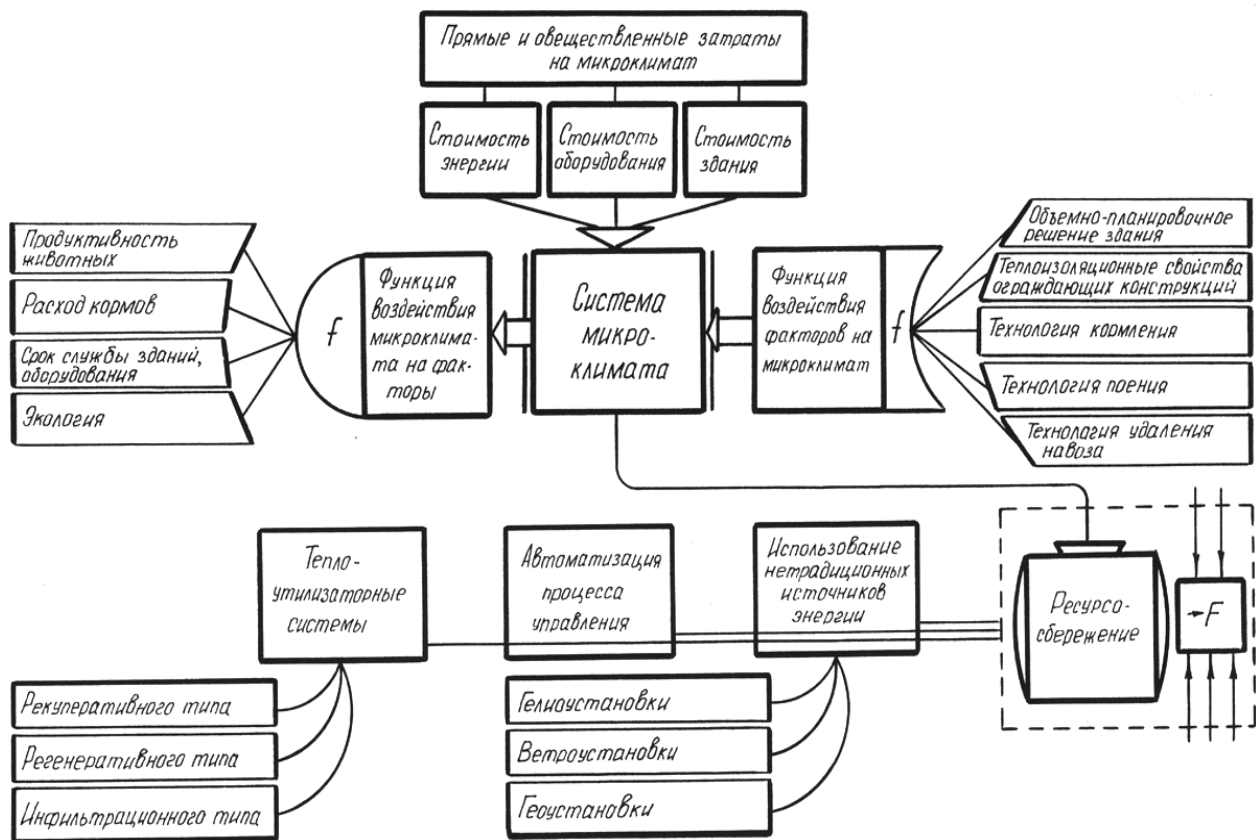 Прямые и овеществленные затраты
на микроклимат
Стоимость
энергии
Стоимость
оборудования
Стоимость
здания
Продуктивность
животных
Расход кормов
Срок службы зданий,
оборудования
Экология
f
Функция
воздействия
микроклима-
та на фак-
торы
Система
микро-
климата
Функция
воздействия
факторов на
микроклимат
f
Объемно-планировочное
решение здания
Теплоизоляционные свойства
ограждающих конструкций
Технология кормления
Технология поения
Технология удаления
навоза
Тепло-
утилизаторные
системы
Автоматизация
процесса
управления
Использование
нетрадиционных
источников
энергии
Ресурсо-
сбережение
F
Рекуперативного типа
Регенеративного типа
Инфильтрационного типа
Гелиоустановки
Ветроустановки
Геоустановки